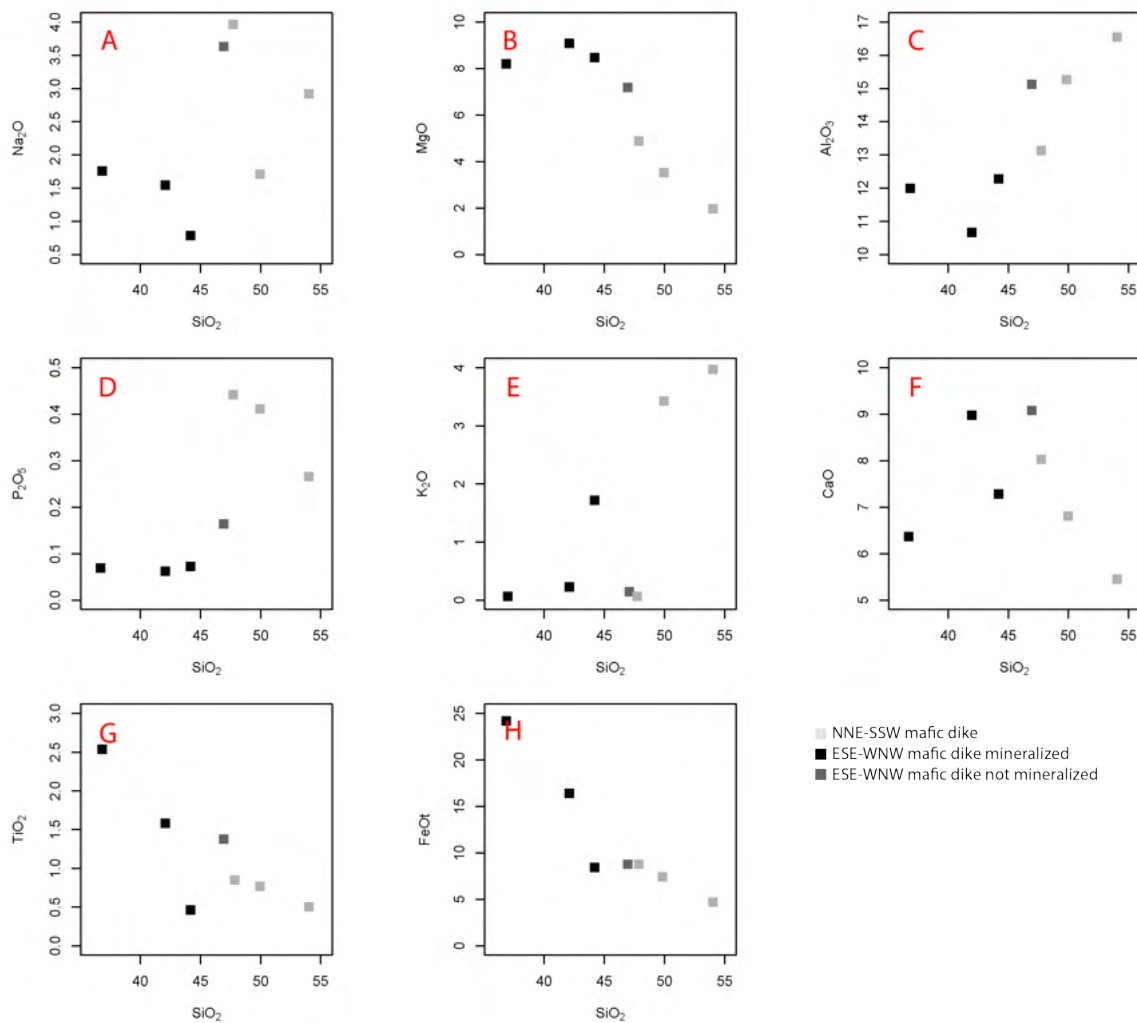 A
Na₂O
4.0
3.5
3.0
2.5
2.0
1.5
1.0
0.5
40 45 50 55
SiO₂
B
MgO
10
8
6
4
2
0
40 45 50 55
SiO₂
C
Al₂O₃
17
16
15
14
13
12
11
10
40 45 50 55
SiO₂
D
P₂O₅
0.5
0.4
0.3
0.2
0.1
0.0
40 45 50 55
SiO₂
E
K₂O
4
3
2
1
0
40 45 50 55
SiO₂
F
CaO
10
9
8
7
6
5
40 45 50 55
SiO₂
G
TiO₂
3.0
2.5
2.0
1.5
1.0
0.5
0.0
40 45 50 55
SiO₂
H
FeOt
25
20
15
10
5
0
40 45 50 55
SiO₂
NNE-SSW mafic dike
ESE-WNW mafic dike mineralized
ESE-WNW mafic dike not mineralized